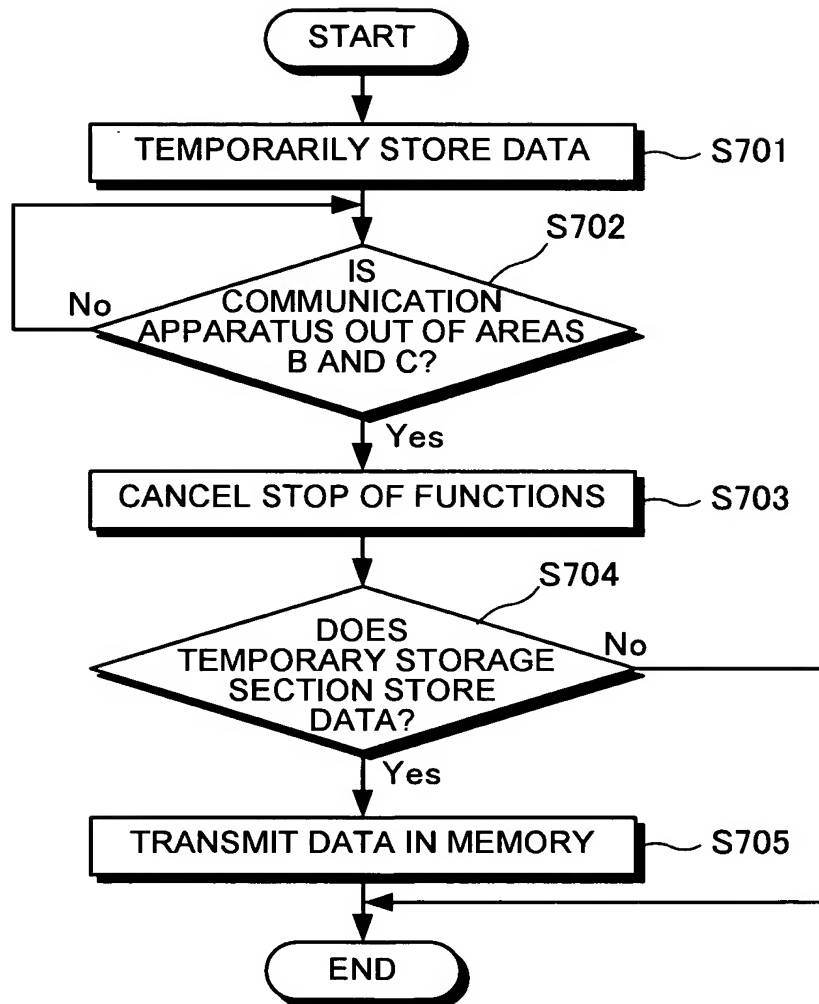 START
TEMPORARILY STORE DATA
S701
S702
IS
COMMUNICATION
APPARATUS OUT OF AREAS
B AND C?
No
Yes
CANCEL STOP OF FUNCTIONS
S703
S704
DOES
TEMPORARY STORAGE
SECTION STORE
DATA?
No
Yes
TRANSMIT DATA IN MEMORY
S705
END